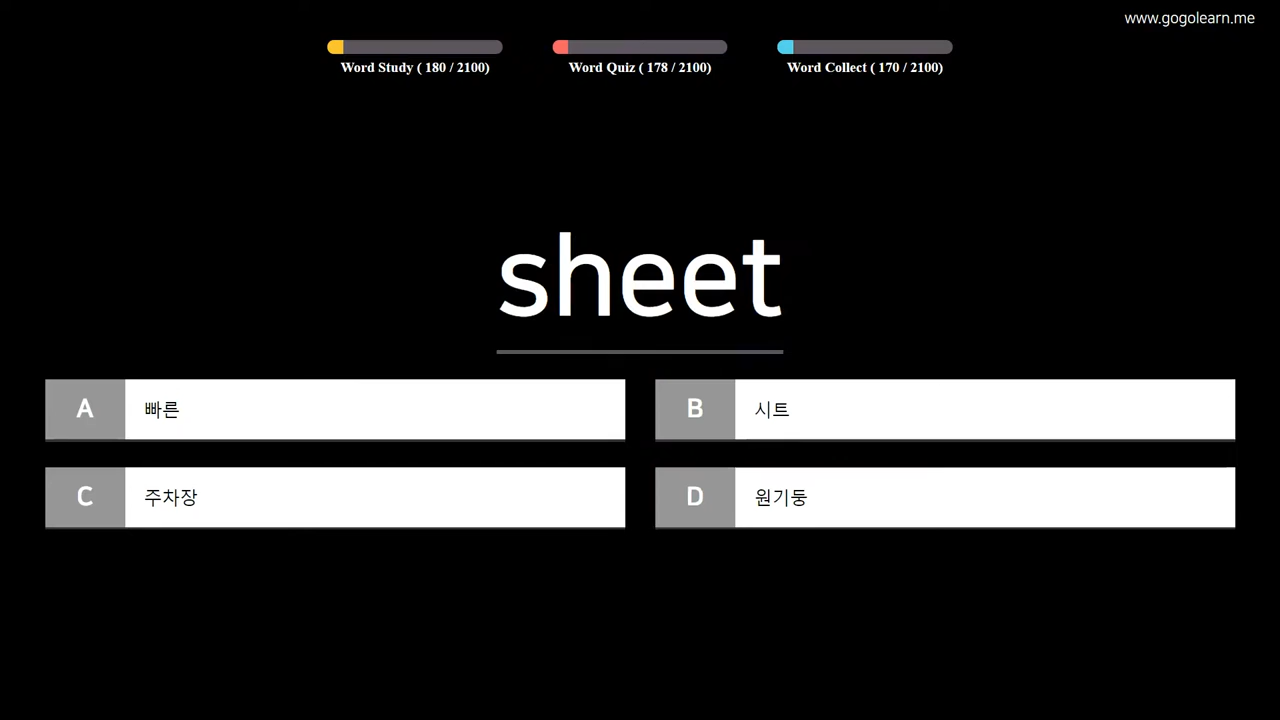 www.gogolearn.me
Word Study ( 180 / 2100)
Word Quiz ( 178 / 2100)
Word Collect ( 170 / 2100)
sheet
A 빠른
B 시트
C 주차장
D 원기둥